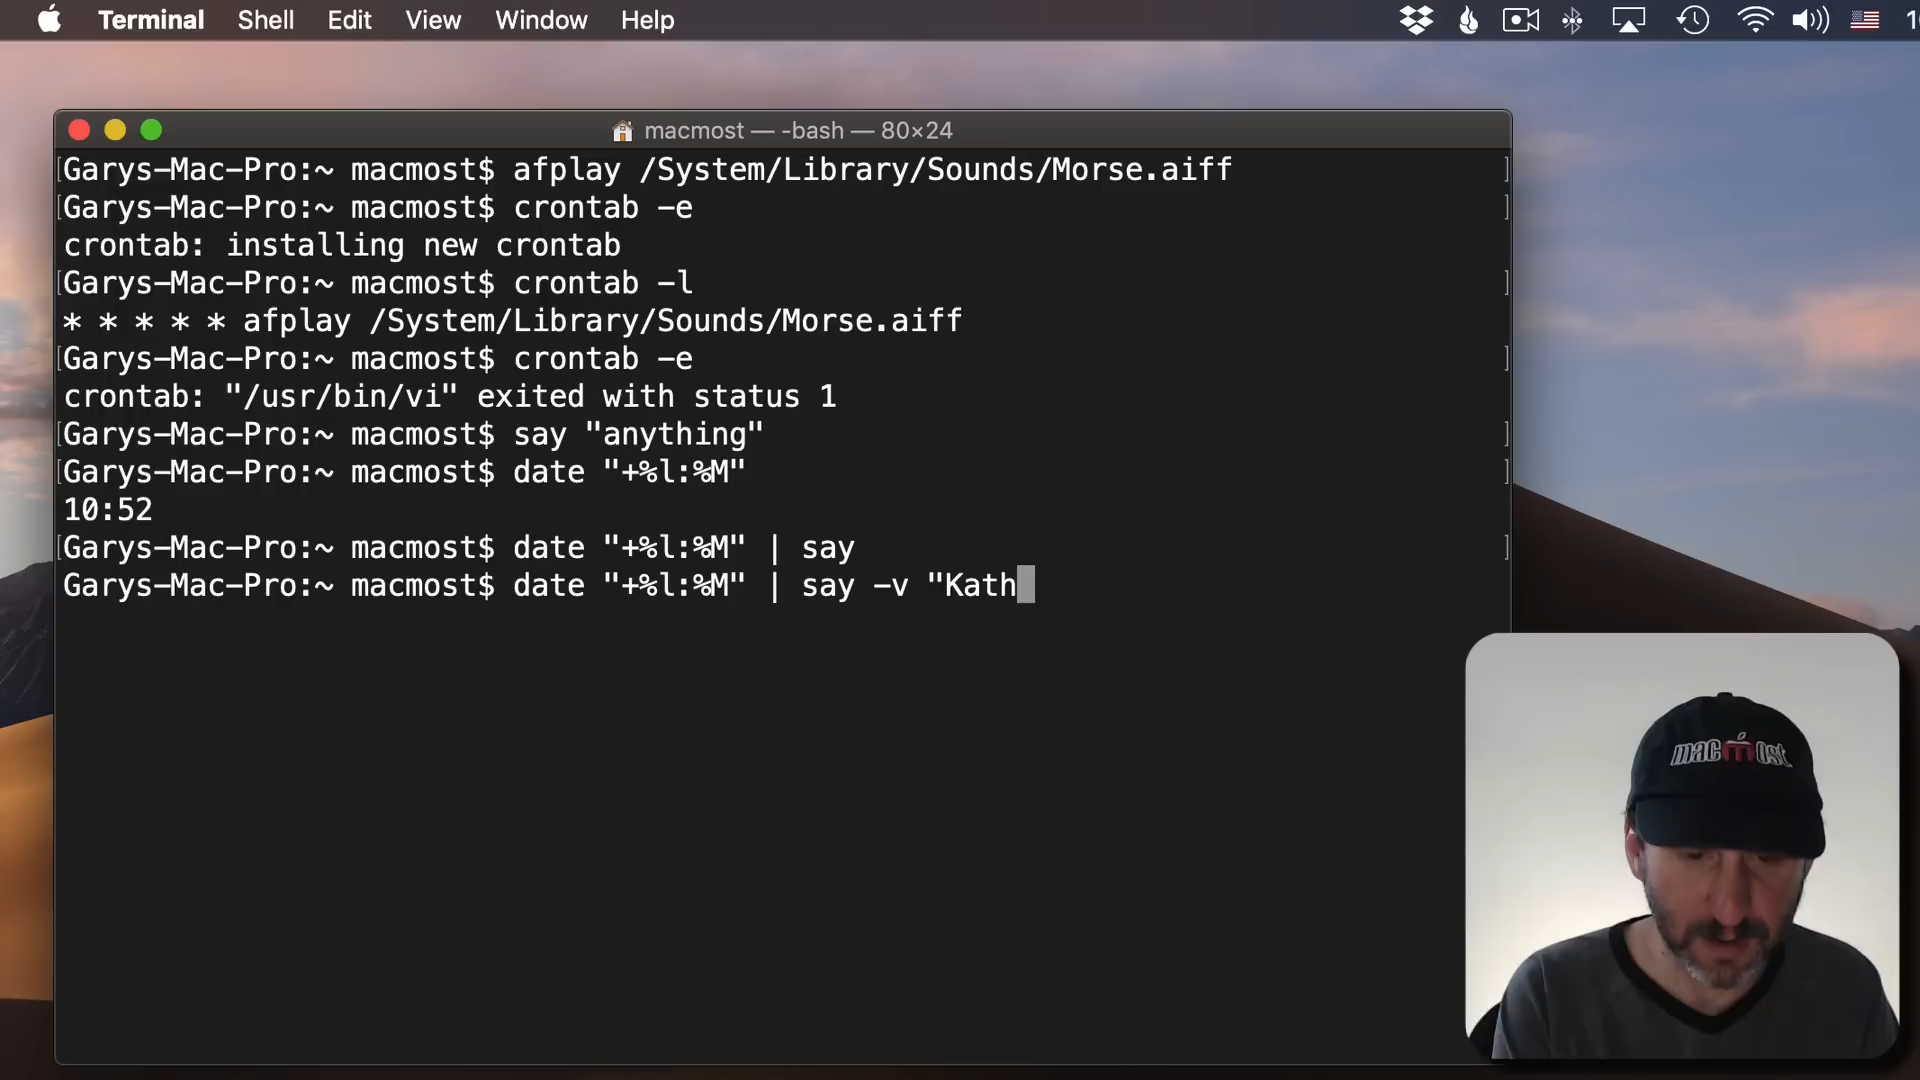 Terminal Shell Edit View Window Help
macmost — -bash — 80×24
Garys-Mac-Pro:~ macmost$ afplay /System/Library/Sounds/Morse.aiff
Garys-Mac-Pro:~ macmost$ crontab -e
crontab: installing new crontab
Garys-Mac-Pro:~ macmost$ crontab -l
* * * * * afplay /System/Library/Sounds/Morse.aiff
Garys-Mac-Pro:~ macmost$ crontab -e
crontab: "/usr/bin/vi" exited with status 1
Garys-Mac-Pro:~ macmost$ say "anything"
Garys-Mac-Pro:~ macmost$ date "+%l:%M"
10:52
Garys-Mac-Pro:~ macmost$ date "+%l:%M" | say
Garys-Mac-Pro:~ macmost$ date "+%l:%M" | say -v "Kath
macmost